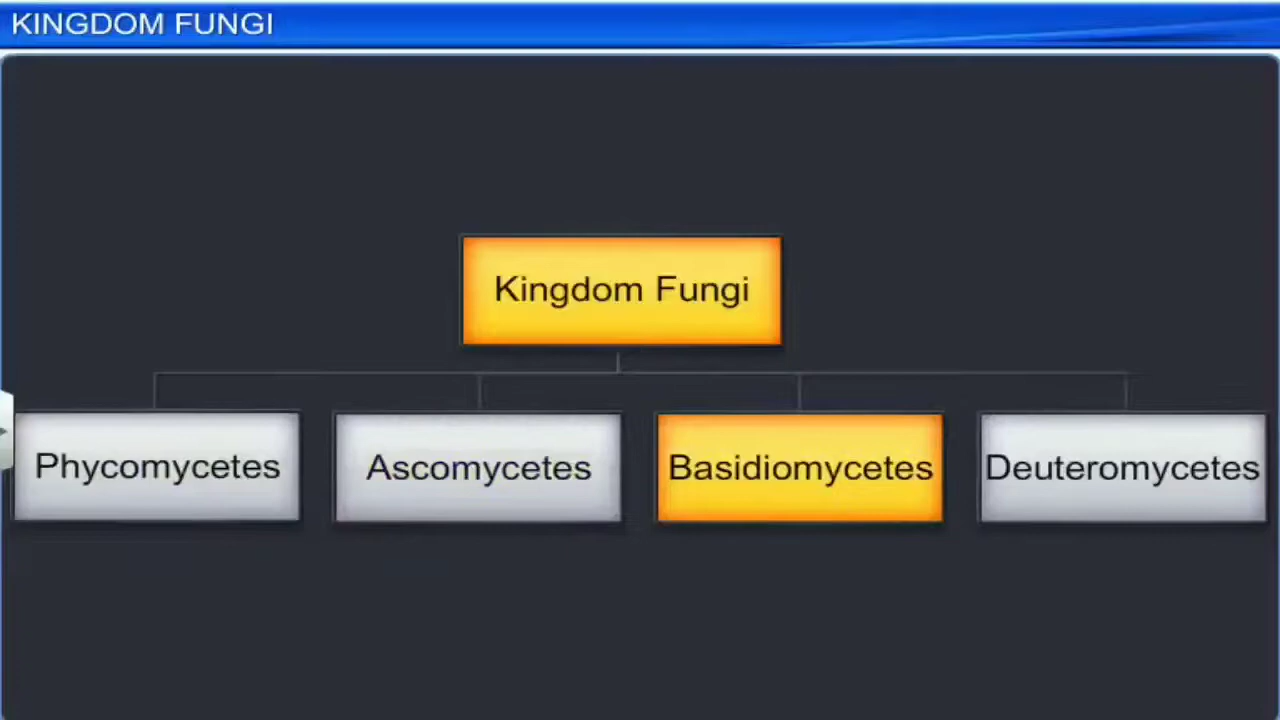 KINGDOM FUNGI
Kingdom Fungi
Phycomycetes
Ascomycetes
Basidiomycetes
Deuteromycetes